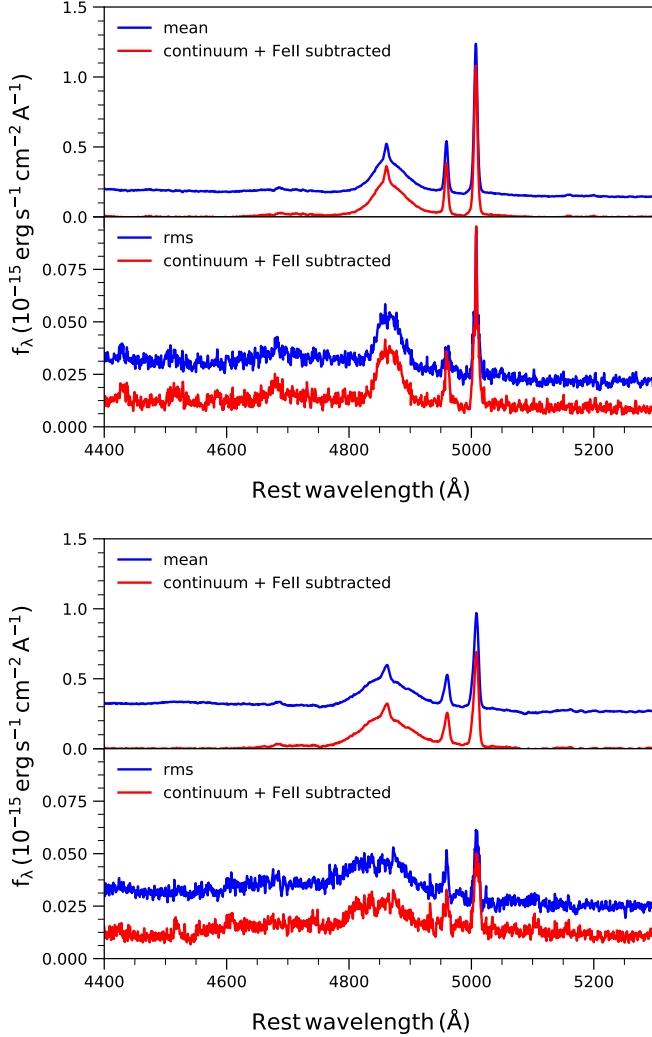 1.5
mean
continuum + FeII subtracted
1.0
0.5
0.0
rms
continuum + FeII subtracted
0.075
0.050
0.025
0.000
f_λ (10⁻¹⁵ erg s⁻¹ cm⁻² A⁻¹)
4400 4600 4800 5000 5200
Rest wavelength (Å)
1.5
mean
continuum + FeII subtracted
1.0
0.5
0.0
rms
continuum + FeII subtracted
0.075
0.050
0.025
0.000
f_λ (10⁻¹⁵ erg s⁻¹ cm⁻² A⁻¹)
4400 4600 4800 5000 5200
Rest wavelength (Å)